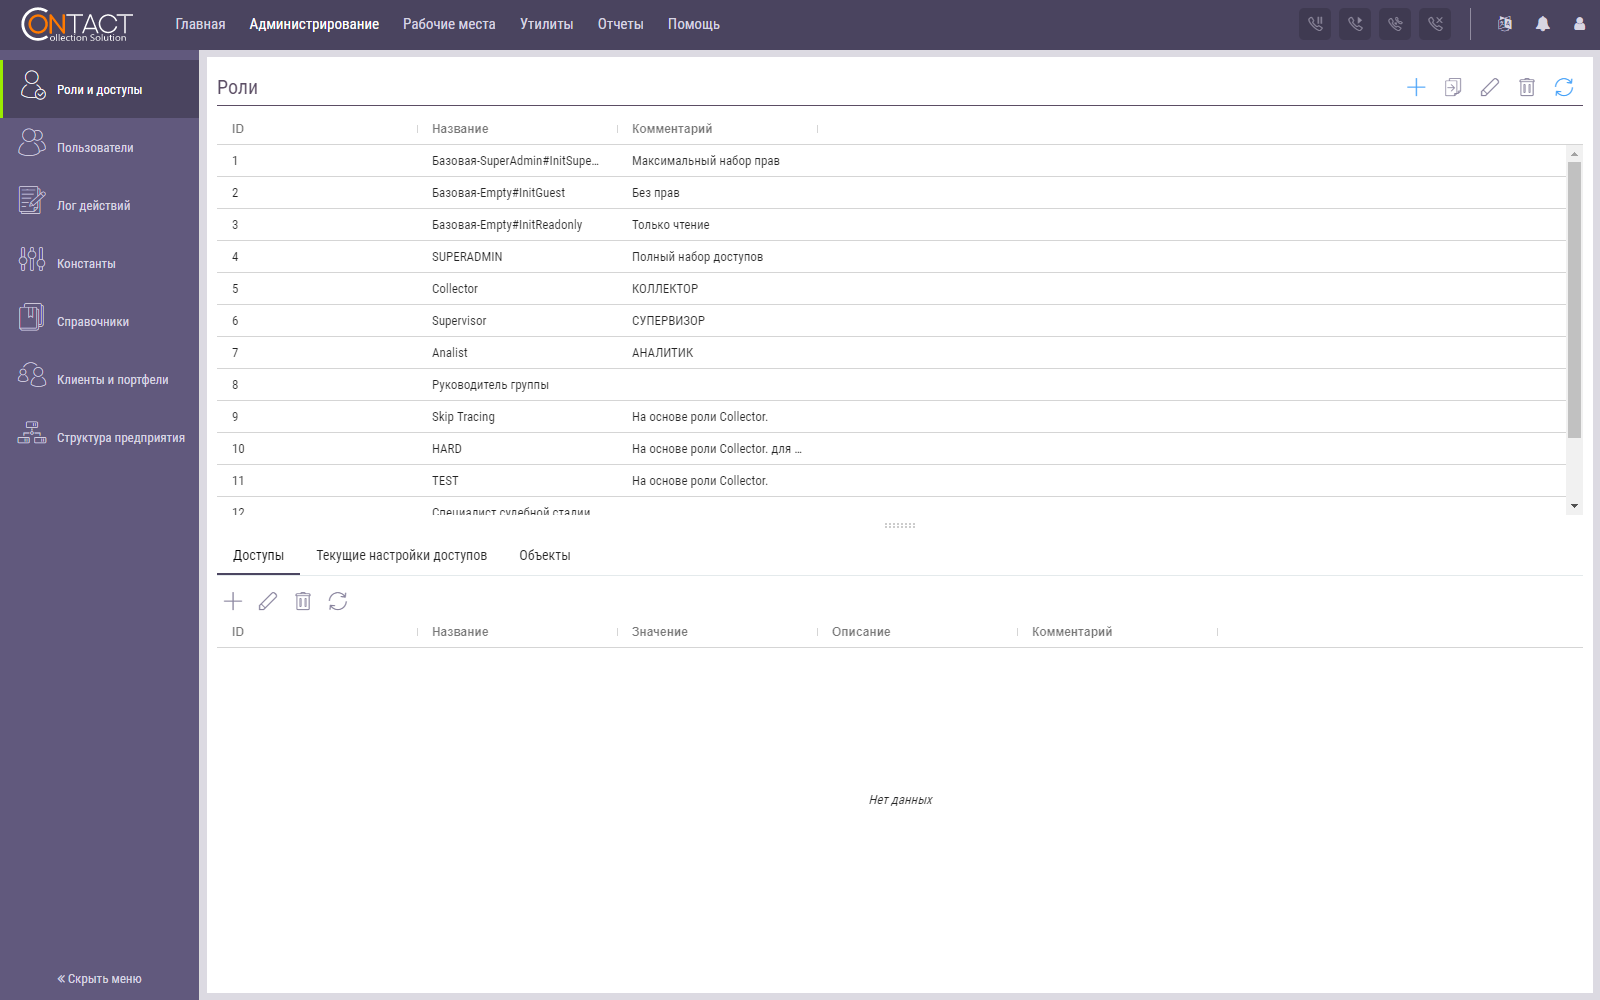 CONTACT
ollection Solution
Главная Администрирование Рабочие места Утилиты Отчеты Помощь
Роли и доступы
Пользователи
Лог действий
Константы
Справочники
Клиенты и портфели
Структура предприятия
« Скрыть меню
Роли
ID Название Комментарий
1 Базовая-SuperAdmin#InitSupe... Максимальный набор прав
2 Базовая-Empty#InitGuest Без прав
3 Базовая-Empty#InitReadonly Только чтение
4 SUPERADMIN Полный набор доступов
5 Collector КОЛЛЕКТОР
6 Supervisor СУПЕРВИЗОР
7 Analist АНАЛИТИК
8 Руководитель группы
9 Skip Tracing На основе роли Collector.
10 HARD На основе роли Collector. для ...
11 TEST На основе роли Collector.
12 Специалист судебной стадии
Доступы Текущие настройки доступов Объекты
ID Название Значение Описание Комментарий
Нет данных